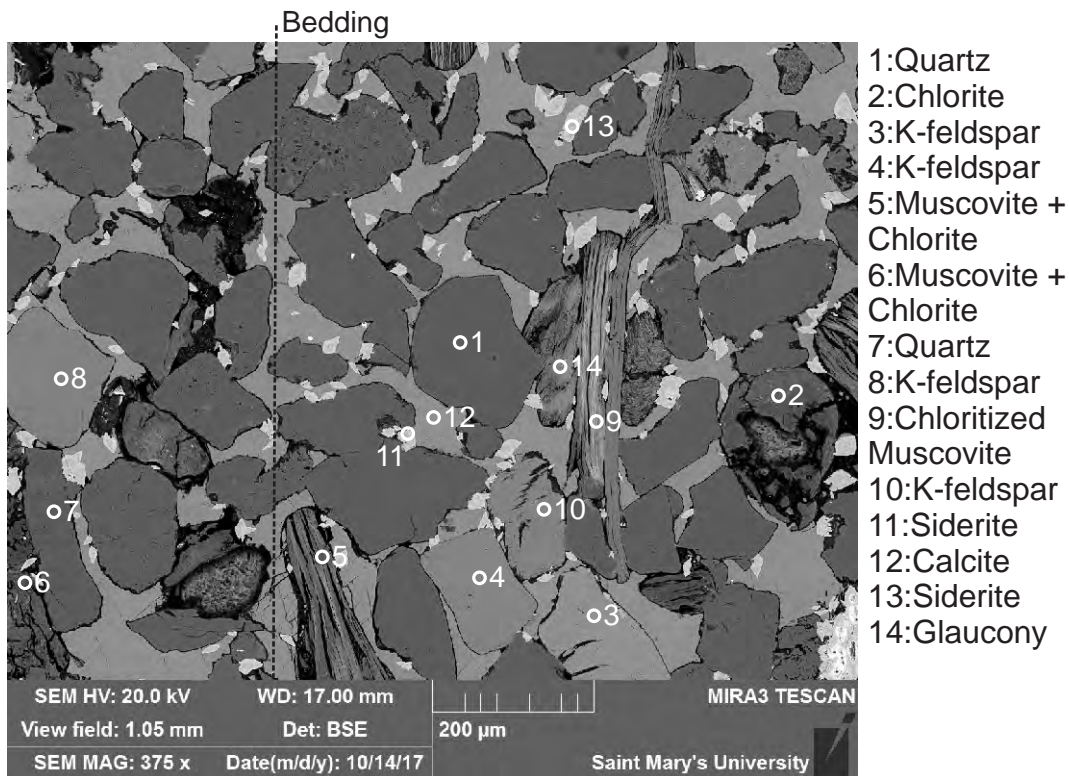 Bedding
1:Quartz
2:Chlorite
3:K-feldspar
4:K-feldspar
5:Muscovite +
Chlorite
6:Muscovite +
Chlorite
7:Quartz
8:K-feldspar
9:Chloritized
Muscovite
10:K-feldspar
11:Siderite
12:Calcite
13:Siderite
14:Glaucony
13
1
14
2
8
12
9
11
10
7
5
4
6
3
SEM HV: 20.0 kV WD: 17.00 mm MIRA3 TESCAN
View field: 1.05 mm Det: BSE 200 µm
SEM MAG: 375 x Date(m/d/y): 10/14/17 Saint Mary's University